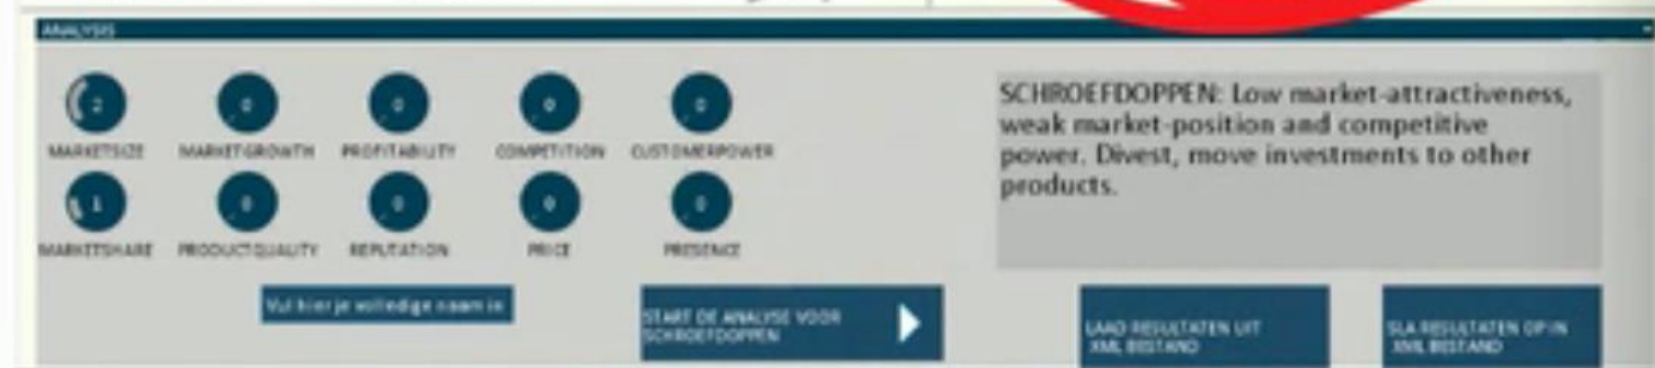 ANALYSIS
2 0 0 0 0
MARKETSIZE MARKETGROWTH PROFITABILITY COMPETITION CUSTOMERPOWER
1 0 0 0 0
MARKETSHARE PRODUCTQUALITY REPUTATION PRICE PRESENCE
SCHROEFDOPPEN: Low market-attractiveness,
weak market-position and competitive
power. Divest, move investments to other
products.
Vul hier je volledige naam in
START DE ANALYSE VOOR
SCHROEFDOPPEN
LAAD RESULTATEN UIT
XML BESTAND
SLA RESULTATEN OP IN
XML BESTAND